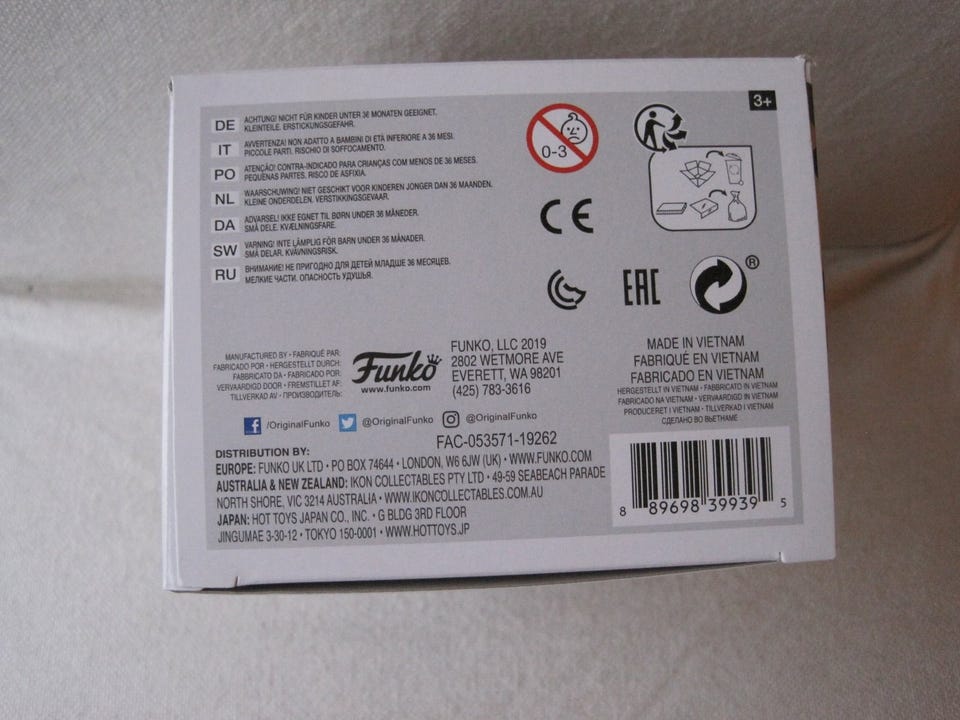 3+
DE ACHTUNG! NICHT FÜR KINDER UNTER 36 MONATEN GEEIGNET.
KLEINTEILE. ERSTICKUNGSGEFAHR.
IT AVVERTENZA! NON ADATTO A BAMBINI DI ETÀ INFERIORE A 36 MESI.
PICCOLE PARTI. RISCHIO DI SOFFOCAMENTO.
PO ATENÇÃO! CONTRA-INDICADO PARA CRIANÇAS COM MENOS DE 36 MESES.
PEQUENAS PARTES. RISCO DE ASFIXIA.
NL WAARSCHUWING! NIET GESCHIKT VOOR KINDEREN JONGER DAN 36 MAANDEN.
KLEINE ONDERDELEN. VERSTIKKINGSGEVAAR.
DA ADVARSEL! IKKE EGNET TIL BØRN UNDER 36 MÅNEDER.
SMÅ DELE. KVÆLNINGSFARE.
SW VARNING! INTE LÄMPLIG FÖR BARN UNDER 36 MÅNADER.
SMÅ DELAR. KVÄVNINGSRISK.
RU ВНИМАНИЕ! НЕ ПРИГОДНО ДЛЯ ДЕТЕЙ МЛАДШЕ 36 МЕСЯЦЕВ.
МЕЛКИЕ ЧАСТИ. ОПАСНОСТЬ УДУШЬЯ.
0-3
CE
EAC
®
MANUFACTURED BY • FABRIQUÉ PAR:
FABRICADO POR • HERGESTELLT DURCH:
FABBRICATO DA • FABRICADO POR:
VERVAARDIGD DOOR • FREMSTILLET AF:
TILLVERKAD AV • ПРОИЗВОДИТЕЛЬ:
Funko
www.funko.com
FUNKO, LLC 2019
2802 WETMORE AVE
EVERETT, WA 98201
(425) 783-3616
MADE IN VIETNAM
FABRIQUÉ EN VIETNAM
FABRICADO EN VIETNAM
HERGESTELLT IN VIETNAM • FABBRICATO IN VIETNAM
FABRICADO NA VIETNAM • VERVAARDIGD IN VIETNAM
PRODUCERET I VIETNAM • TILLVERKAD I VIETNAM
СДЕЛАНО ВО ВЬЕТНАМЕ
/OriginalFunko @OriginalFunko @OriginalFunko
FAC-053571-19262
DISTRIBUTION BY:
EUROPE: FUNKO UK LTD • PO BOX 74644 • LONDON, W6 6JW (UK) • WWW.FUNKO.COM
AUSTRALIA & NEW ZEALAND: IKON COLLECTABLES PTY LTD • 49-59 SEABEACH PARADE
NORTH SHORE, VIC 3214 AUSTRALIA • WWW.IKONCOLLECTABLES.COM.AU
JAPAN: HOT TOYS JAPAN CO., INC. • G BLDG 3RD FLOOR
JINGUMAE 3-30-12 • TOKYO 150-0001 • WWW.HOTTOYS.JP
8 89698 39939 5